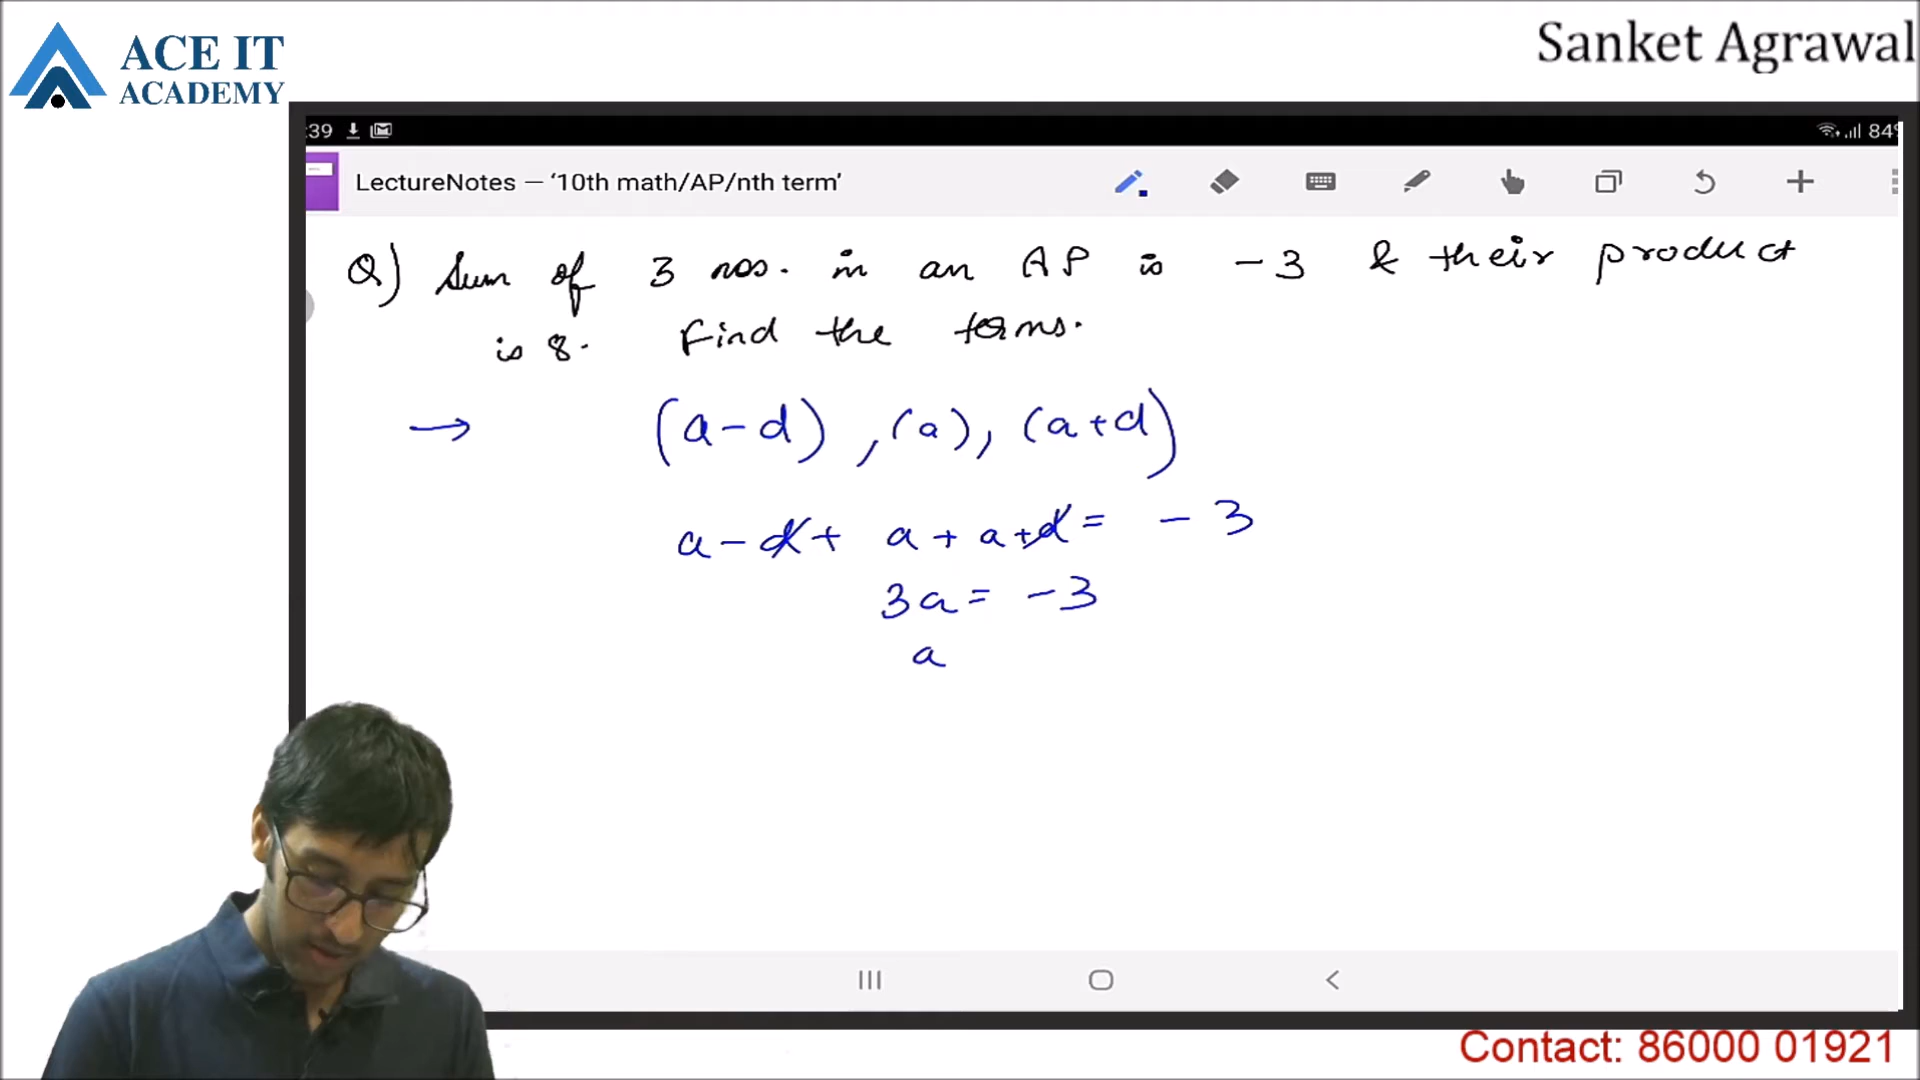 ACE IT
ACADEMY
Sanket Agrawal
:39
84%
LectureNotes — ‘10th math/AP/nth term’
Q) Sum of 3 nos. in an AP is -3 & their product
is 8. Find the terms.
→ (a-d), (a), (a+d)
a-d+ a+a+d= -3
3a= -3
a
Contact: 86000 01921